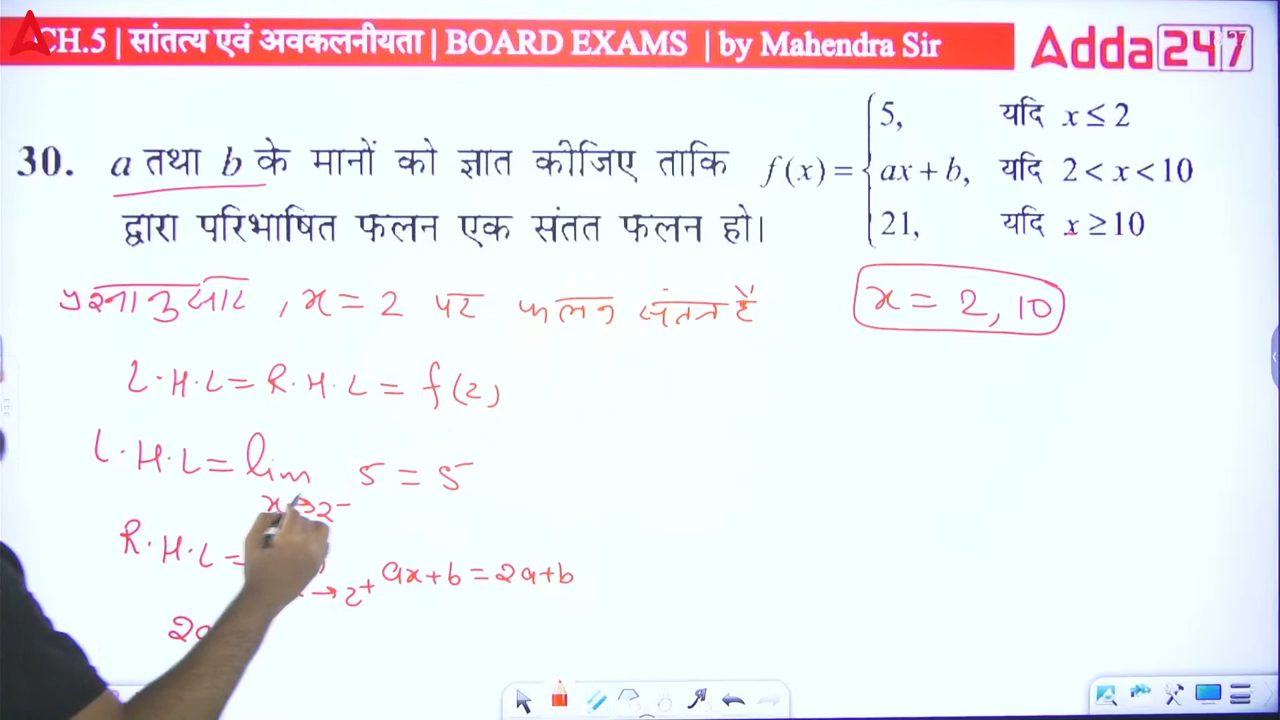 CH.5 | सांतत्य एवं अवकलनीयता | BOARD EXAMS | by Mahendra Sir
Adda247
30. a तथा b के मानों को ज्ञात कीजिए ताकि f(x) = { 5, यदि x ≤ 2
ax + b, यदि 2 < x < 10
21, यदि x ≥ 10
द्वारा परिभाषित फलन एक संतत फलन हो।
प्रश्नानुसार, x = 2 पर फलन संतत है
x = 2, 10
L.H.L = R.H.L = f(2)
L.H.L = lim 5 = 5
x→2⁻
R.H.L =
ax+b = 2a+b
→ 2⁺
2a